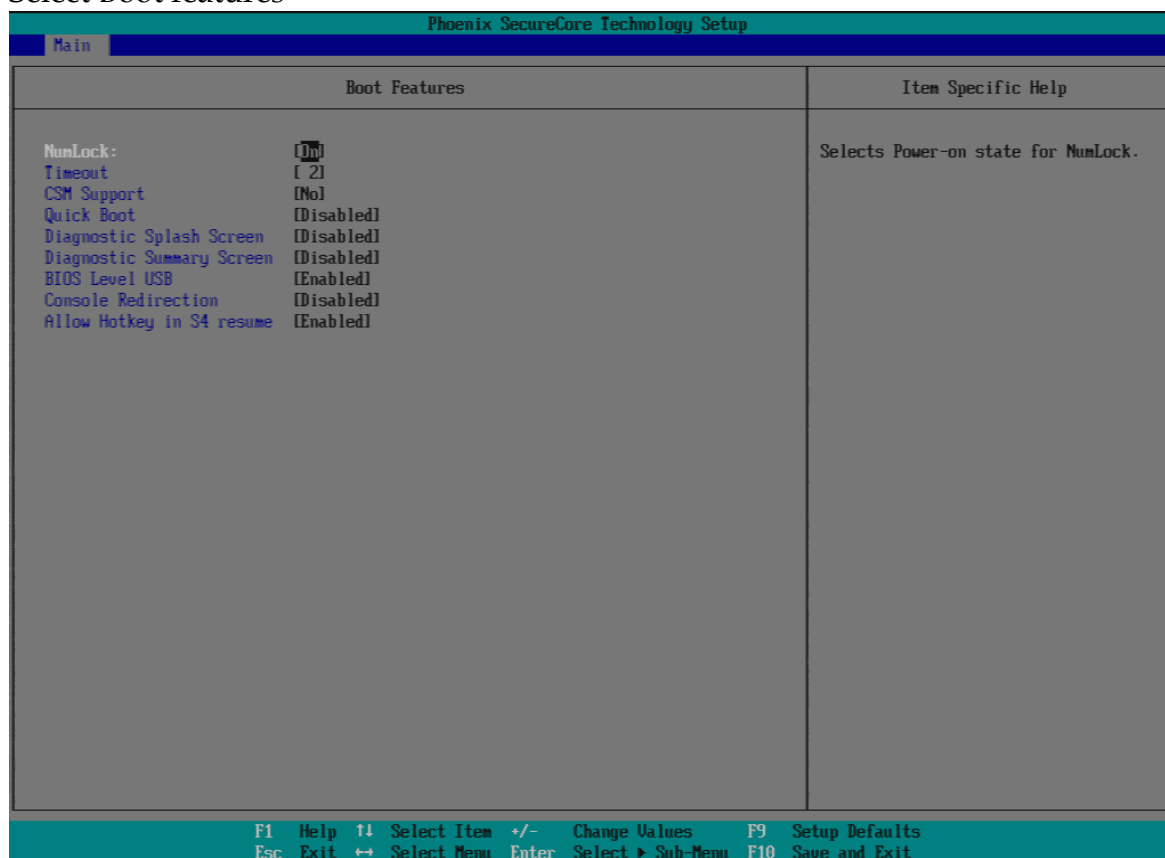 Select Boot features
Phoenix SecureCore Technology Setup
Main
Boot Features
Item Specific Help
NumLock: [On]
Timeout [ 2]
CSM Support [No]
Quick Boot [Disabled]
Diagnostic Splash Screen [Disabled]
Diagnostic Summary Screen [Disabled]
BIOS Level USB [Enabled]
Console Redirection [Disabled]
Allow Hotkey in S4 resume [Enabled]
Selects Power-on state for NumLock.
F1 Help ↑↓ Select Item +/- Change Values F9 Setup Defaults
Esc Exit ↔ Select Menu Enter Select ▶ Sub-Menu F10 Save and Exit